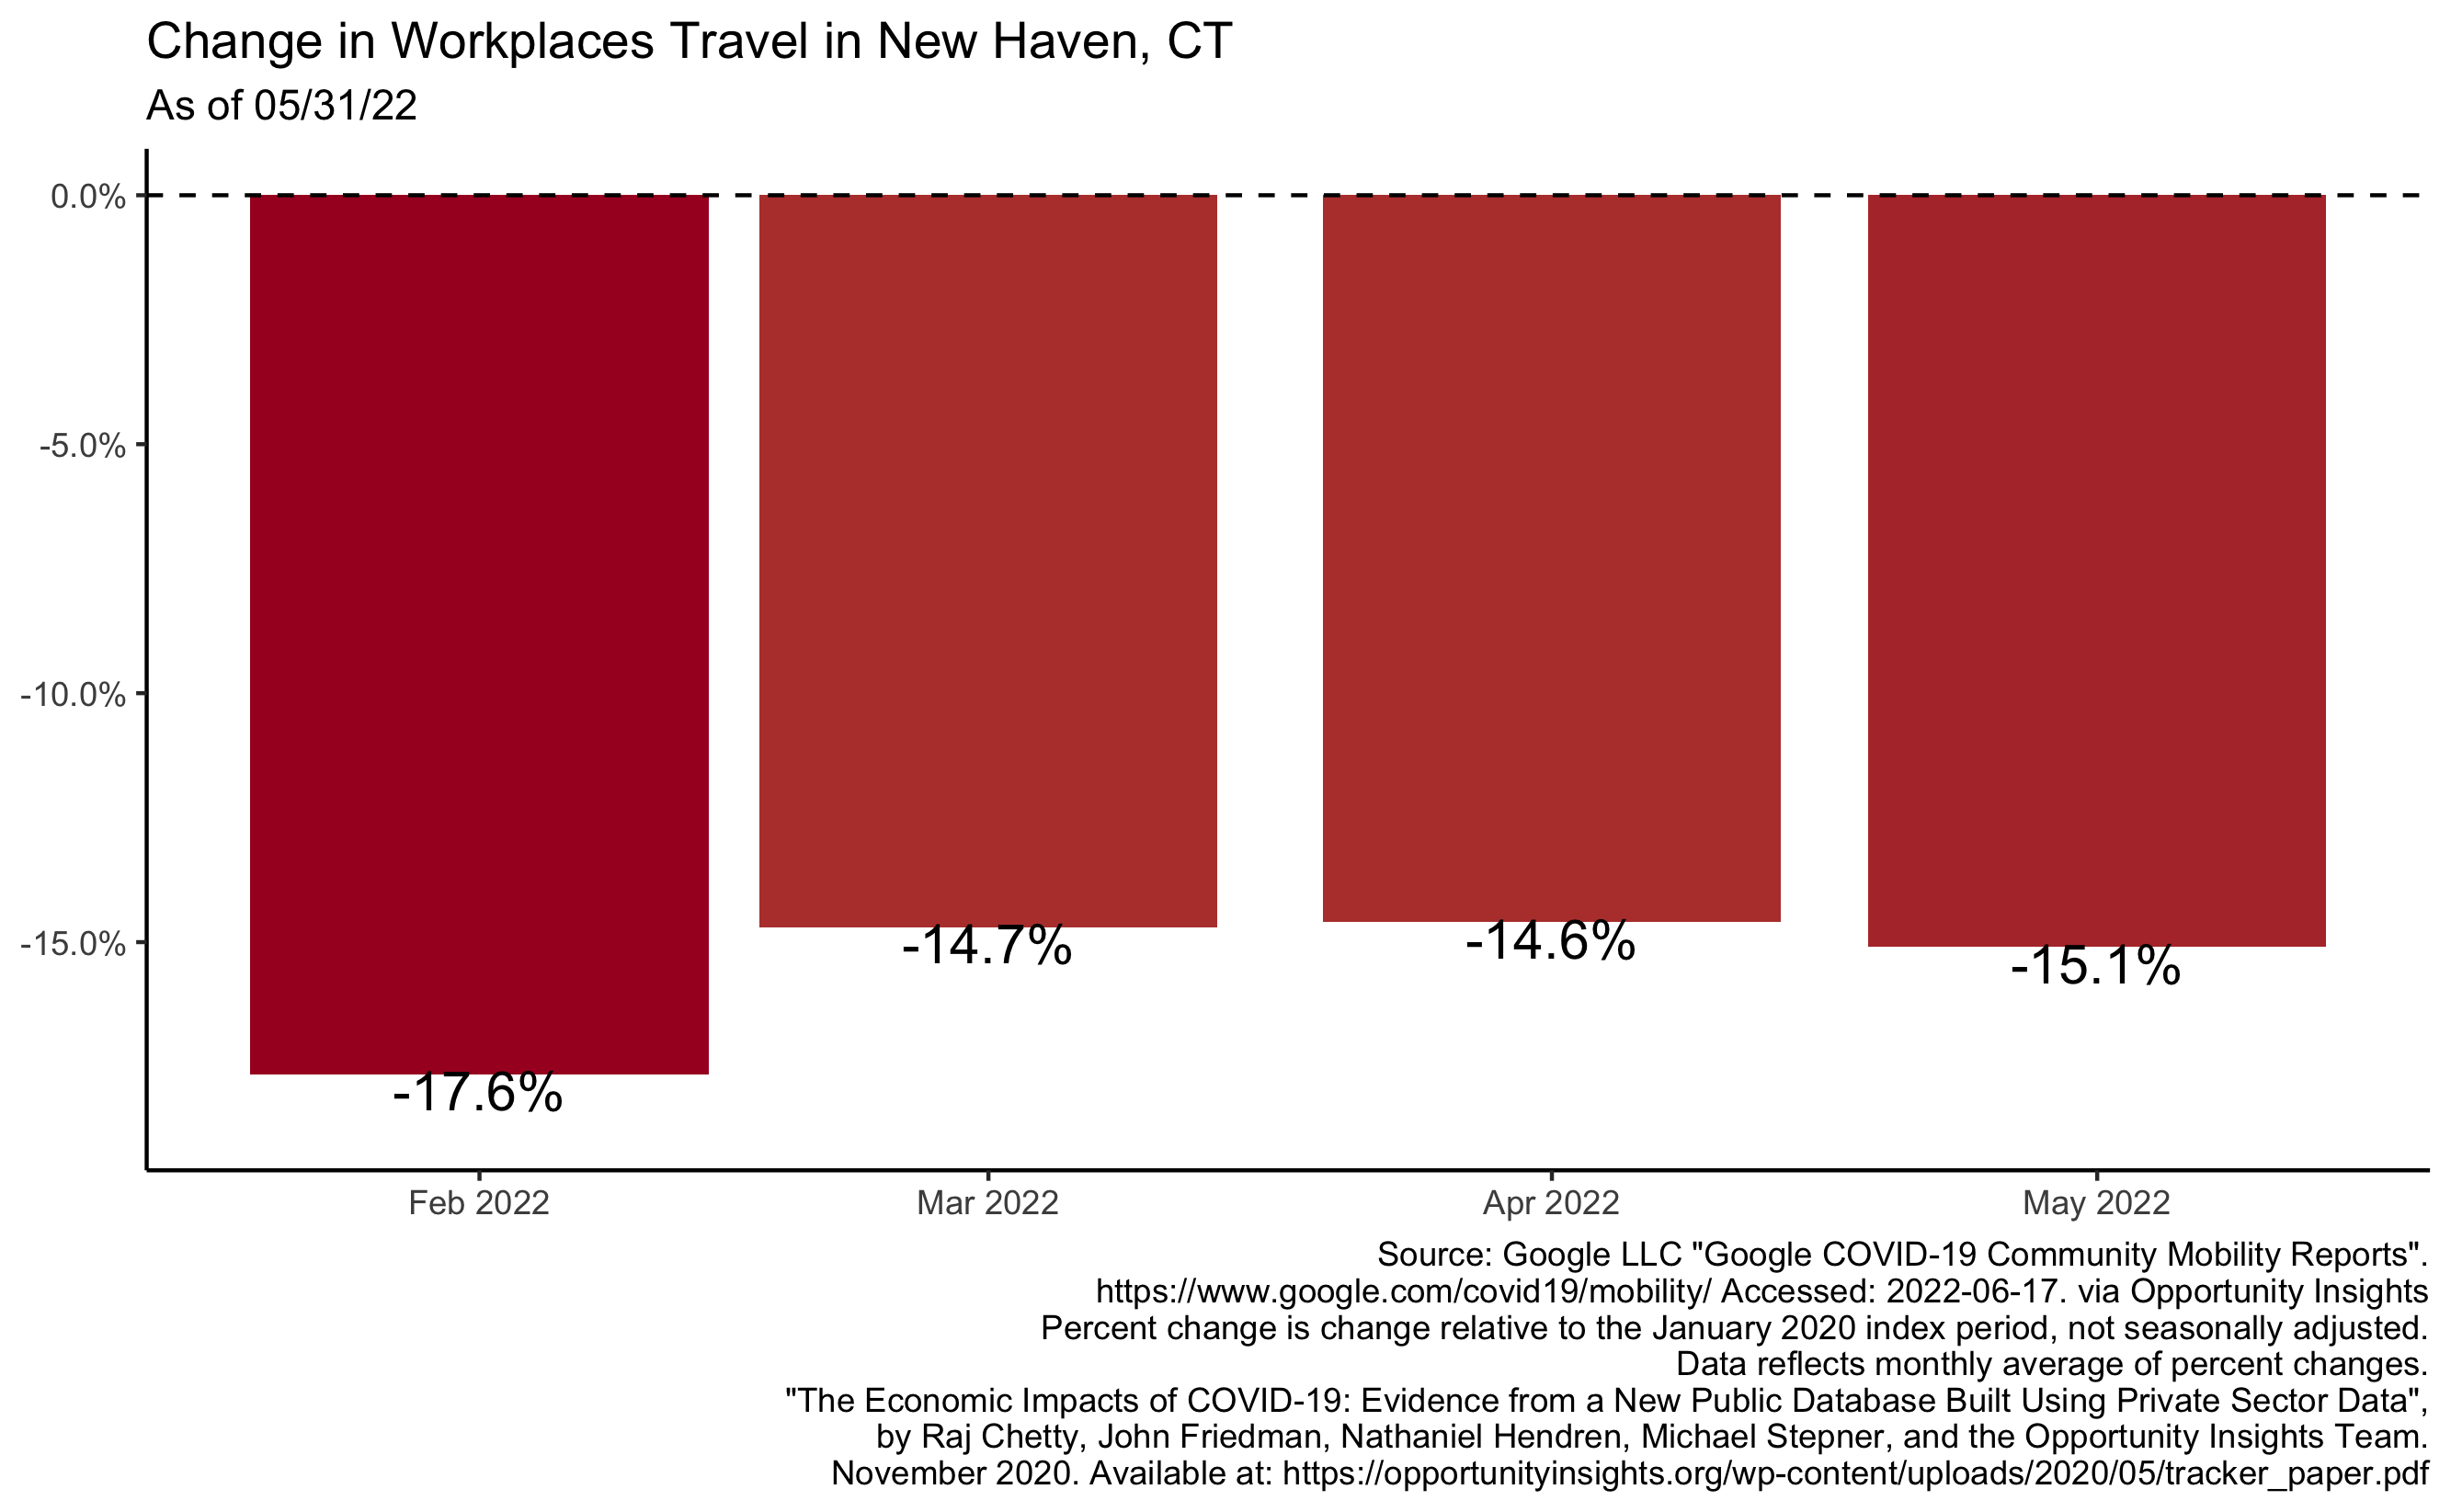 Change in Workplaces Travel in New Haven, CT
As of 05/31/22
0.0%
-5.0%
-10.0%
-15.0%
-17.6%
-14.7%
-14.6%
-15.1%
Feb 2022
Mar 2022
Apr 2022
May 2022
Source: Google LLC "Google COVID-19 Community Mobility Reports".
https://www.google.com/covid19/mobility/ Accessed: 2022-06-17. via Opportunity Insights
Percent change is change relative to the January 2020 index period, not seasonally adjusted.
Data reflects monthly average of percent changes.
"The Economic Impacts of COVID-19: Evidence from a New Public Database Built Using Private Sector Data",
by Raj Chetty, John Friedman, Nathaniel Hendren, Michael Stepner, and the Opportunity Insights Team.
November 2020. Available at: https://opportunityinsights.org/wp-content/uploads/2020/05/tracker_paper.pdf